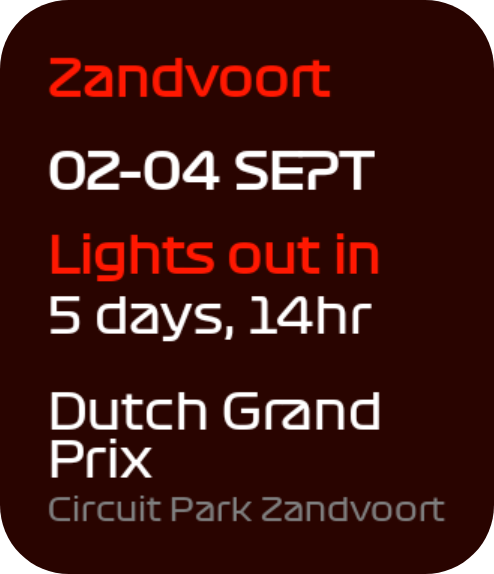 Zandvoort
02-04 SEPT
Lights out in
5 days, 14hr
Dutch Grand
Prix
Circuit Park Zandvoort